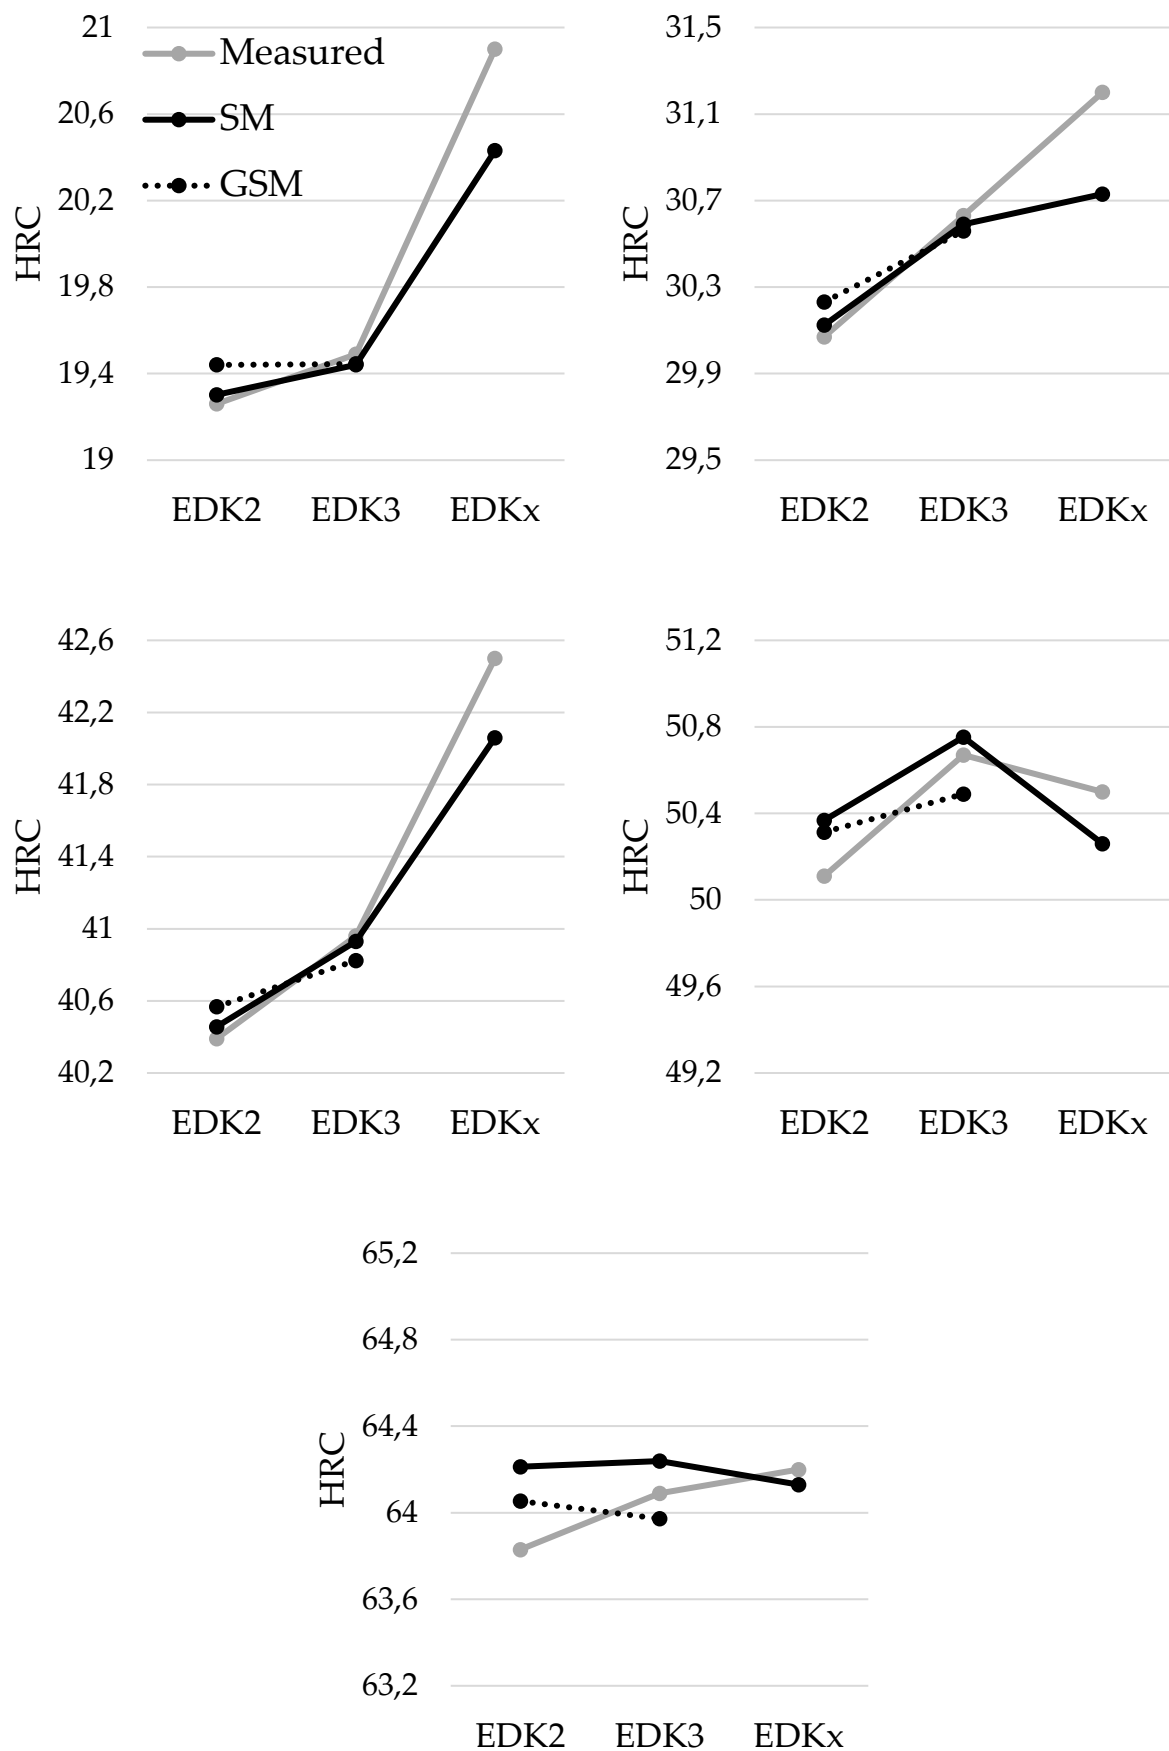 21
20,6
20,2
19,8
19,4
19
HRC
Measured
SM
GSM
EDK2 EDK3 EDKx
31,5
31,1
30,7
30,3
29,9
29,5
HRC
EDK2 EDK3 EDKx
42,6
42,2
41,8
41,4
41
40,6
40,2
HRC
EDK2 EDK3 EDKx
51,2
50,8
50,4
50
49,6
49,2
HRC
EDK2 EDK3 EDKx
65,2
64,8
64,4
64
63,6
63,2
HRC
EDK2 EDK3 EDKx